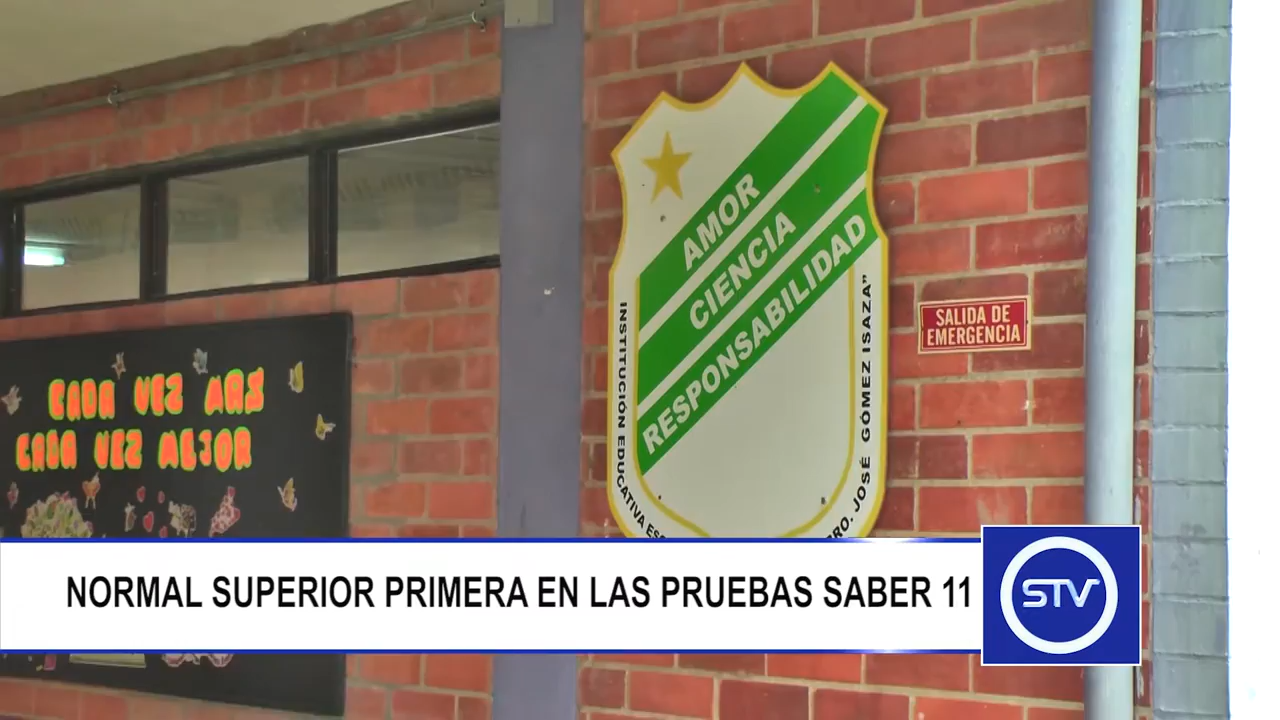 AMOR
CIENCIA
RESPONSABILIDAD
INSTITUCIÓN EDUCATIVA
JOSÉ GÓMEZ ISAZA"
SALIDA DE
EMERGENCIA
CADA VEZ MAS
CADA VEZ MEJOR
NORMAL SUPERIOR PRIMERA EN LAS PRUEBAS SABER 11
STV